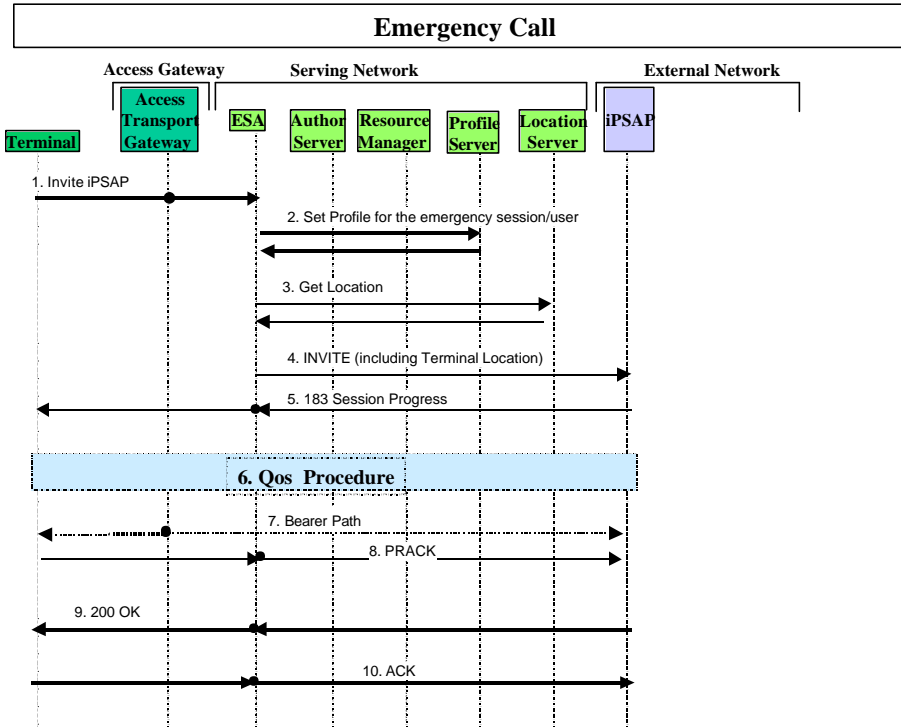 Emergency Call
Access Gateway
Serving Network
External Network
Terminal
Access
Transport
Gateway
ESA
Author
Server
Resource
Manager
Profile
Server
Location
Server
iPSAP
1. Invite iPSAP
2. Set Profile for the emergency session/user
3. Get Location
4. INVITE (including Terminal Location)
5. 183 Session Progress
6. Qos Procedure
7. Bearer Path
8. PRACK
9. 200 OK
10. ACK